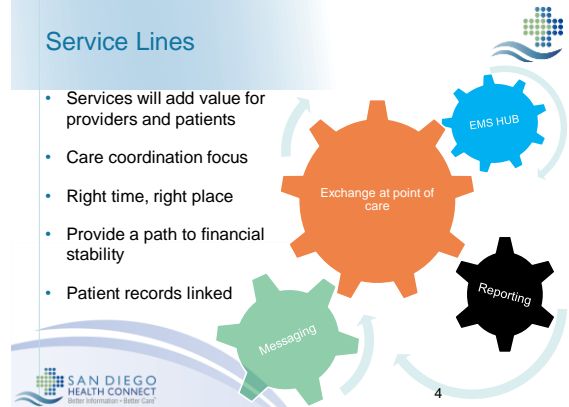 Service Lines
• Services will add value for
providers and patients
• Care coordination focus
• Right time, right place
• Provide a path to financial
stability
• Patient records linked
EMS HUB
Exchange at point of
care
Reporting
Messaging
SAN DIEGO
HEALTH CONNECT
Better Information • Better Care
4